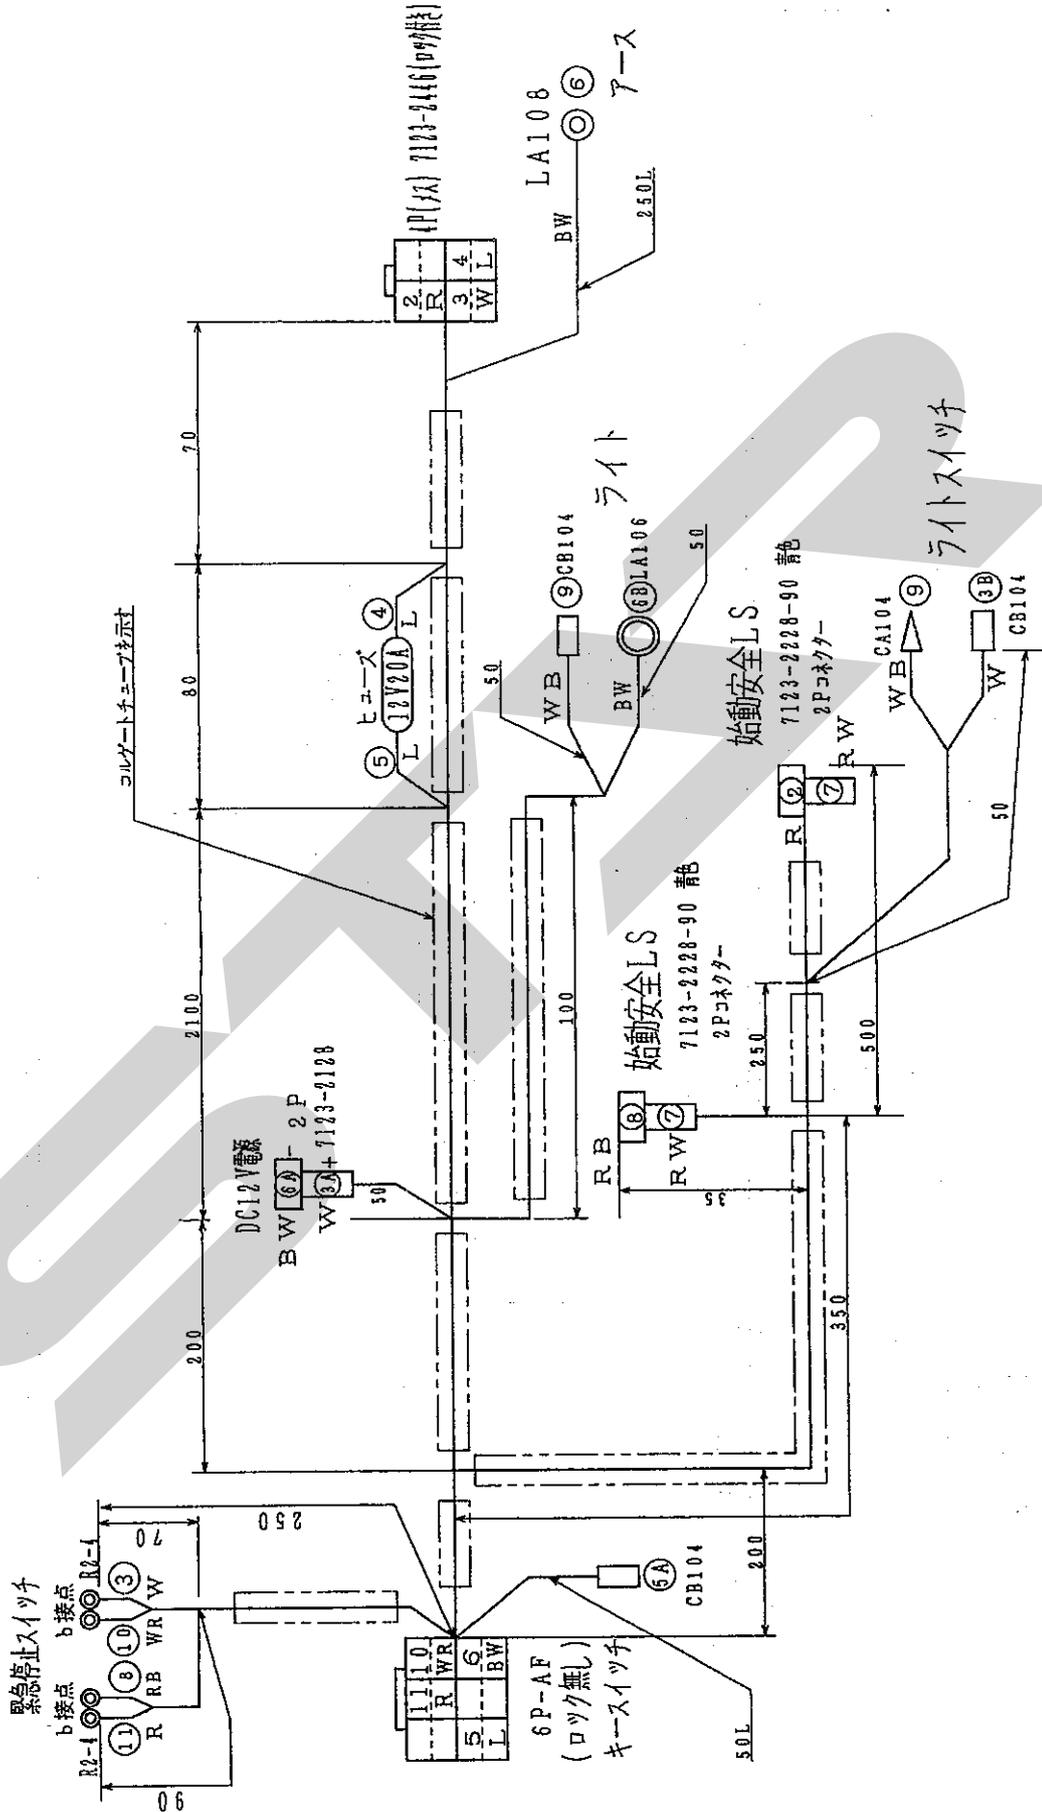 緊急停止スイッチ
b接点
b接点
R2-4
R2-4
11
8
10
3
R
RB
WR
W
90
70
250
11 10
R WR
5 6
L BW
6P-AF
(ロック無し)
キースイッチ
50L
5A
CB104
200
200
2100
80
70
DC12V電源
BW 6A - 2P
W 3A + 7123-2128
50
コルゲートチューブを示す
ヒューズ
12V20A
5
L
4
L
4P(メス) 7123-2446(ロック付き)
2
R
3 4
W L
LA108
BW
6
アース
250L
100
50
WB
9 CB104
BW
6B LA106
ライト
50
350
35
RB
8
RW
7
始動安全LS
7123-2228-90 青色
2Pコネクター
250
500
R
2
7
RW
始動安全LS
7123-2228-90 青色
2Pコネクター
50
WB
CA104
9
W
3B
CB104
ライトスイッチ
STAR